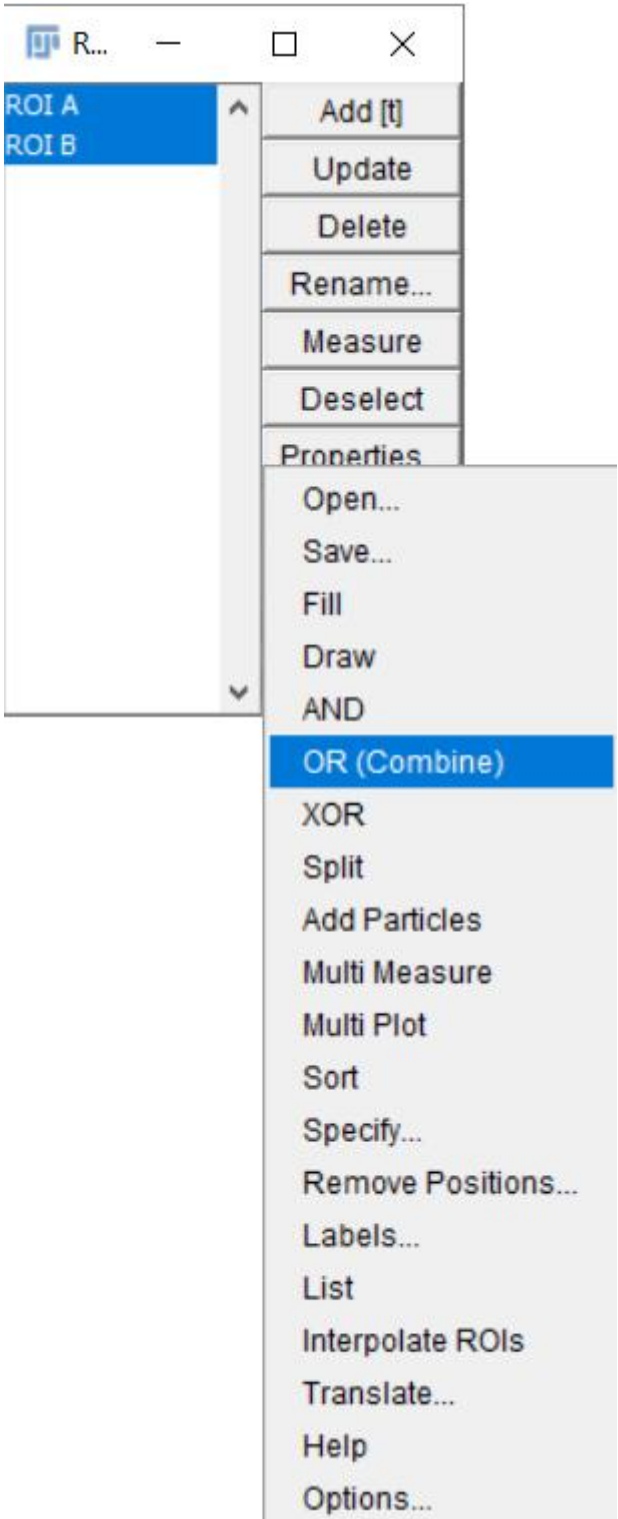 R...
ROI A
ROI B
Add [t]
Update
Delete
Rename...
Measure
Deselect
Properties
Open...
Save...
Fill
Draw
AND
OR (Combine)
XOR
Split
Add Particles
Multi Measure
Multi Plot
Sort
Specify...
Remove Positions...
Labels...
List
Interpolate ROIs
Translate...
Help
Options...